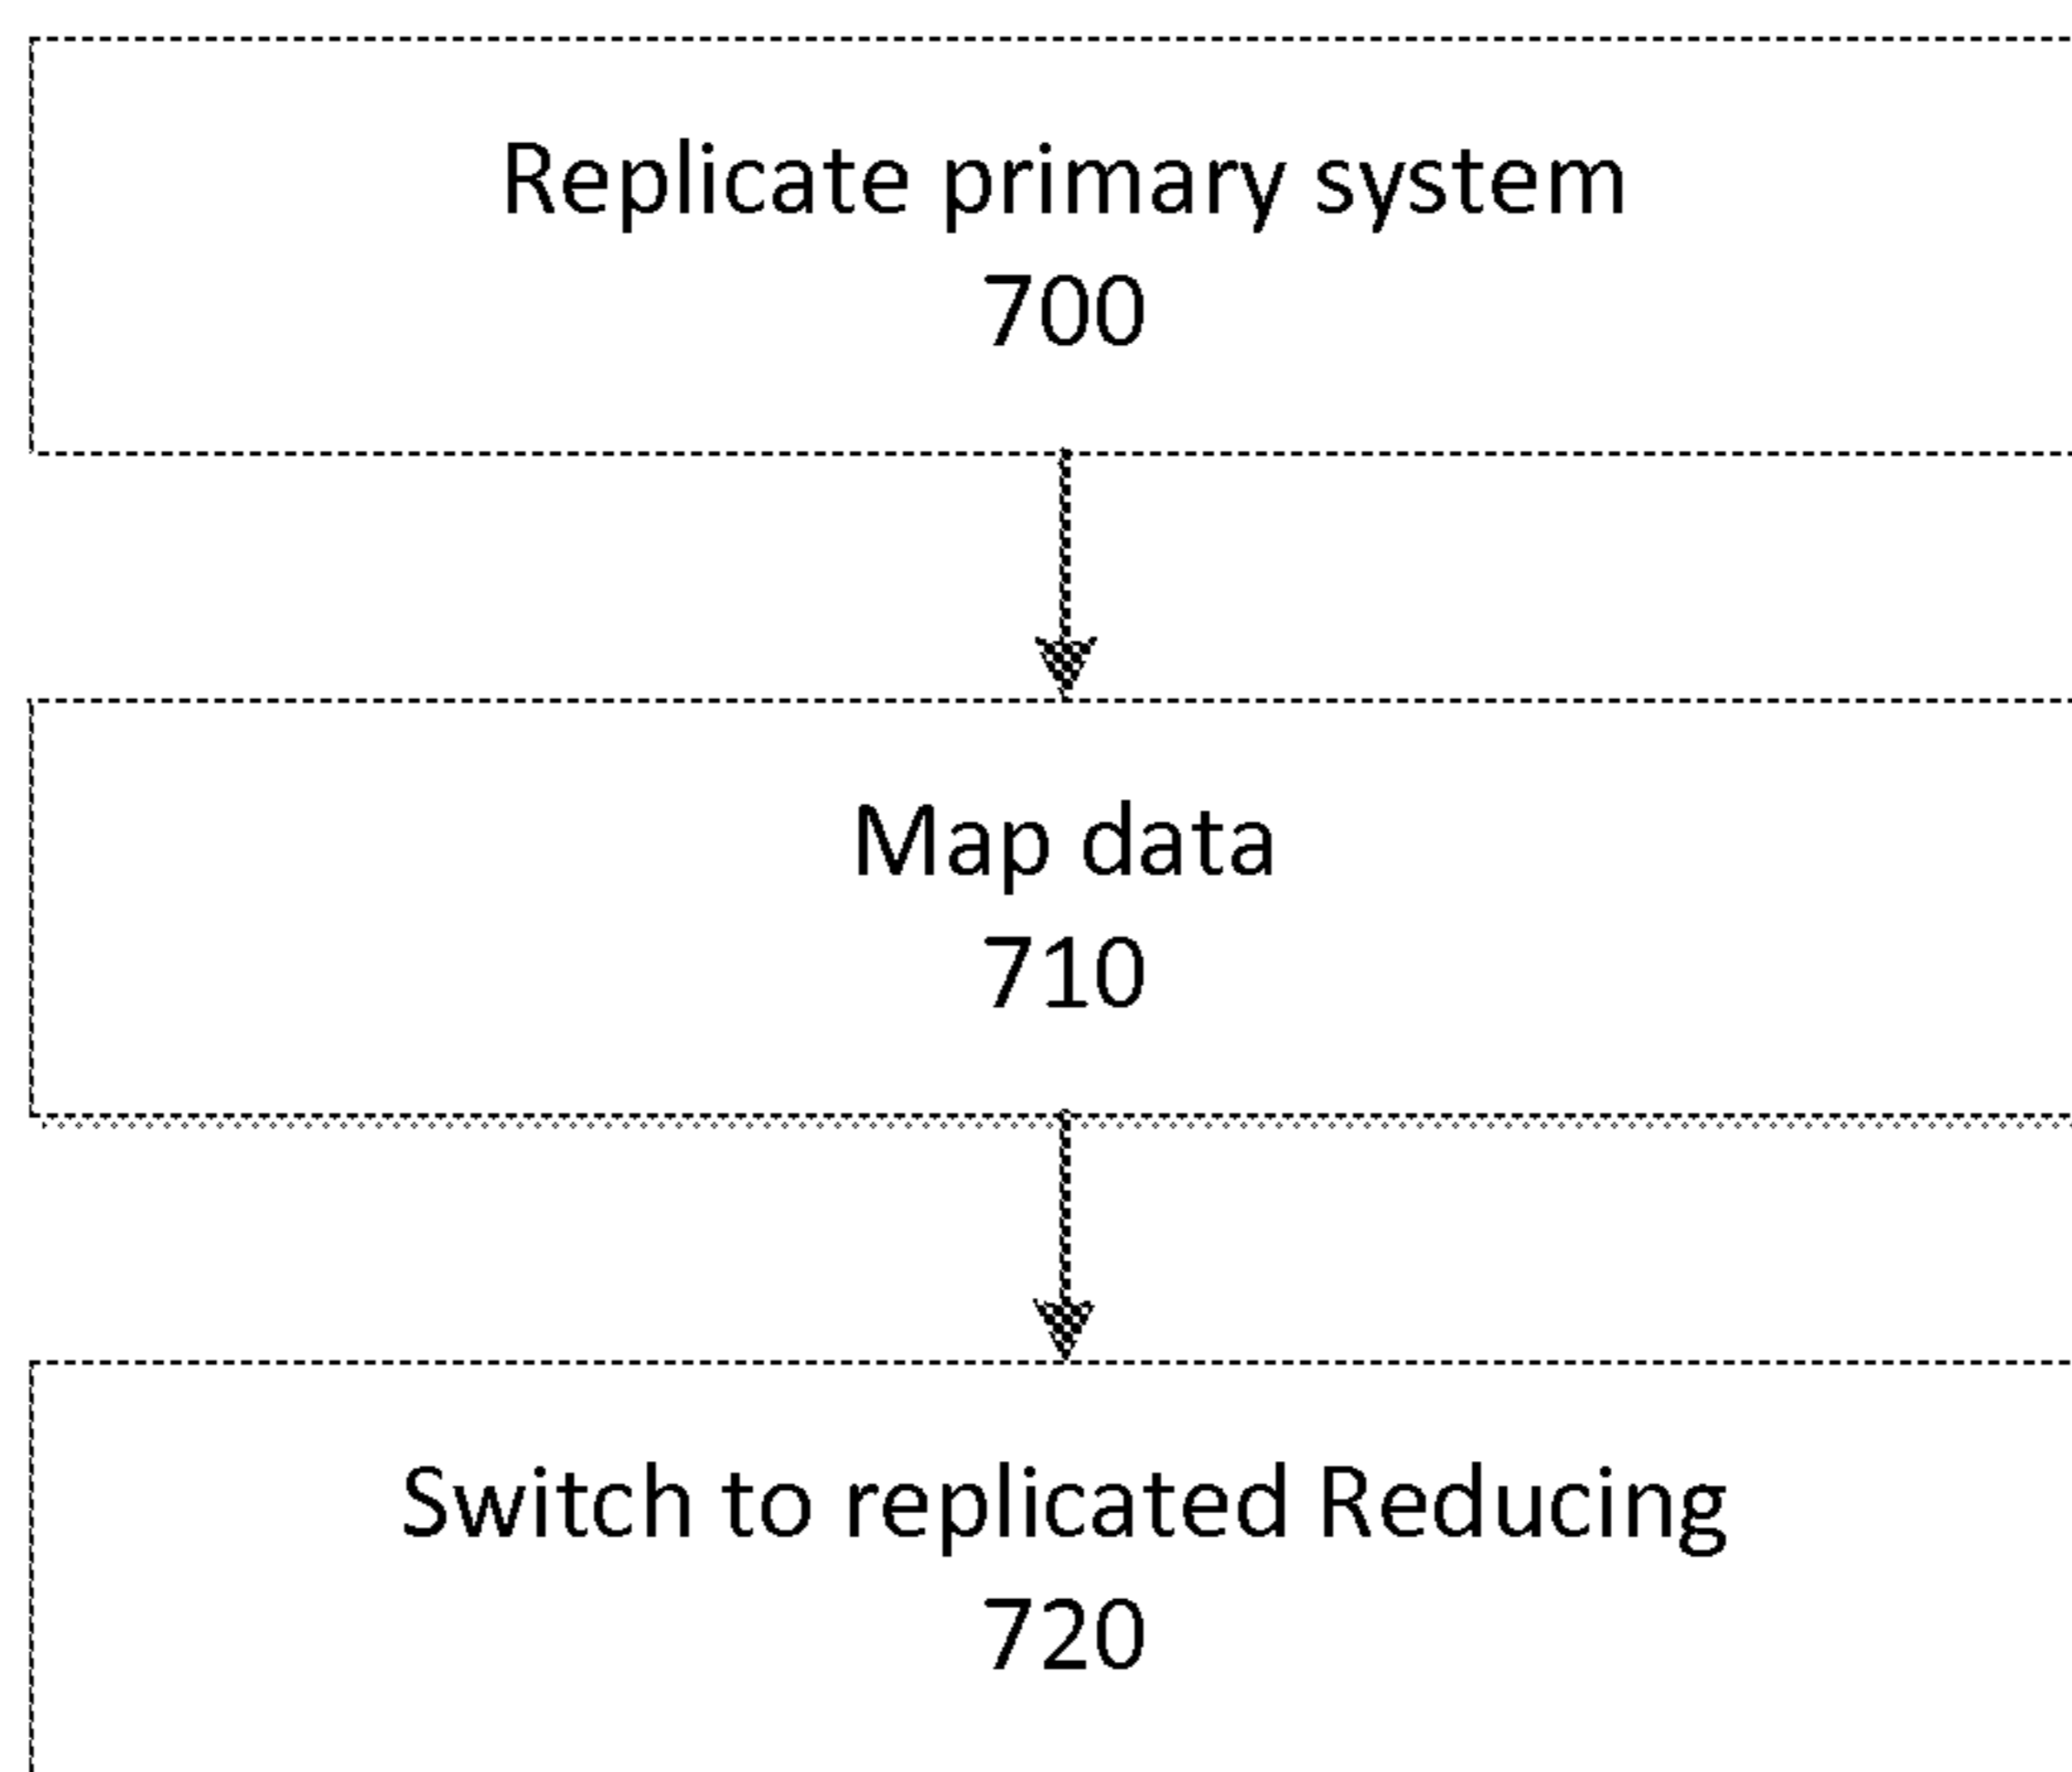 Replicate primary system
700
Map data
710
Switch to replicated Reducing
720